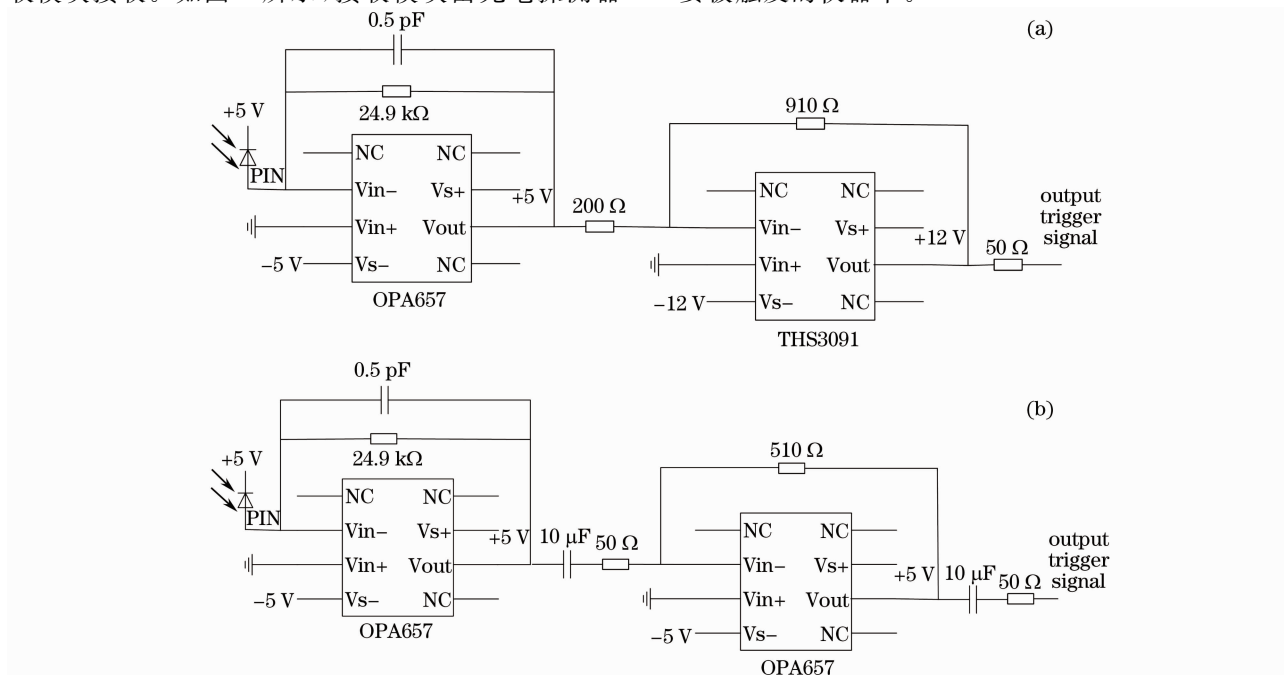 0.5 pF
(a)
24.9 kΩ
+5 V
910 Ω
PIN
NC
NC
Vin−
Vs+
+5 V
Vin+
Vout
−5 V
Vs−
NC
OPA657
200 Ω
NC
NC
Vin−
Vs+
+12 V
Vin+
Vout
−12 V
Vs−
NC
THS3091
50 Ω
output
trigger
signal
0.5 pF
(b)
24.9 kΩ
+5 V
510 Ω
PIN
NC
NC
Vin−
Vs+
+5 V
Vin+
Vout
−5 V
Vs−
NC
OPA657
10 μF
50 Ω
NC
NC
Vin−
Vs+
+5 V
Vin+
Vout
−5 V
Vs−
NC
OPA657
10 μF
50 Ω
output
trigger
signal